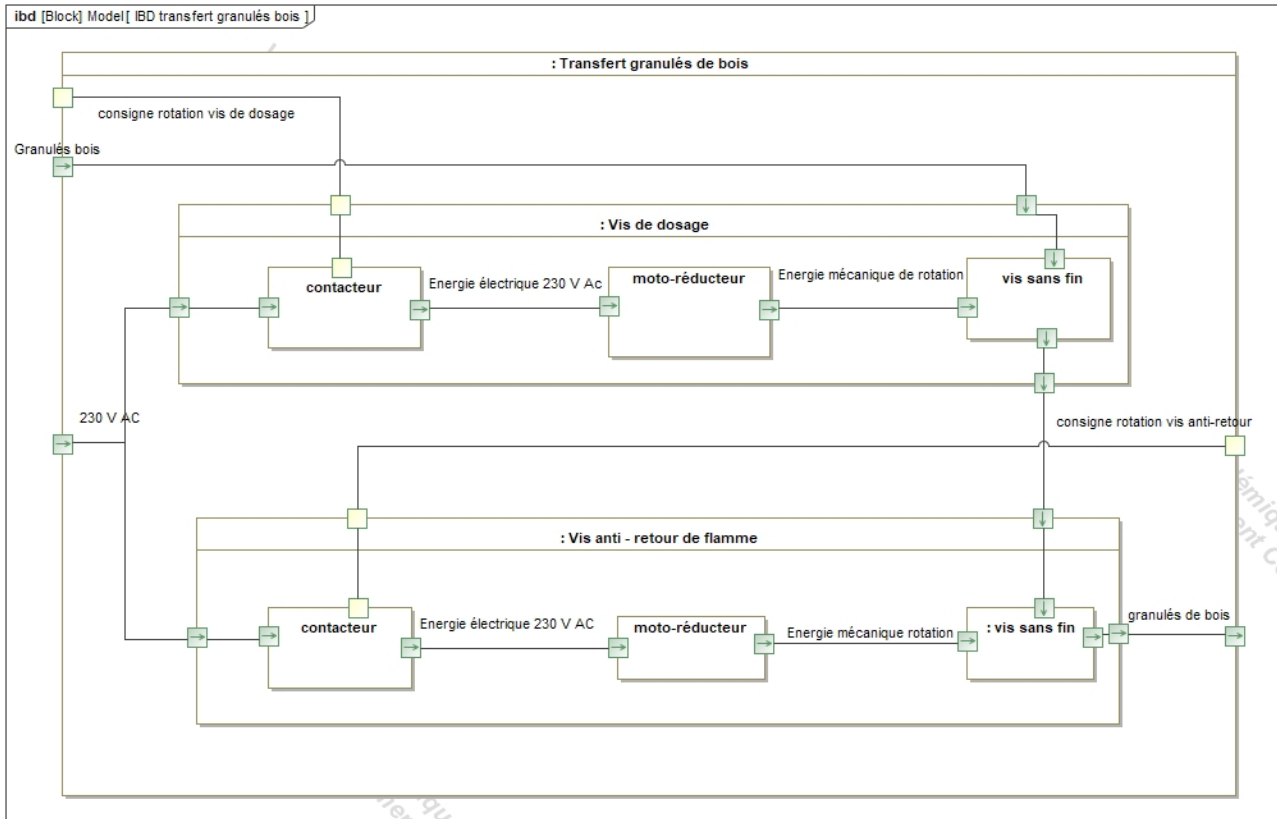 ibd [Block] Model[ IBD transfert granulés bois ]
: Transfert granulés de bois
consigne rotation vis de dosage
Granulés bois
: Vis de dosage
contacteur
Energie électrique 230 V Ac
moto-réducteur
Energie mécanique de rotation
vis sans fin
230 V AC
consigne rotation vis anti-retour
: Vis anti - retour de flamme
contacteur
Energie électrique 230 V AC
moto-réducteur
Energie mécanique rotation
: vis sans fin
granulés de bois